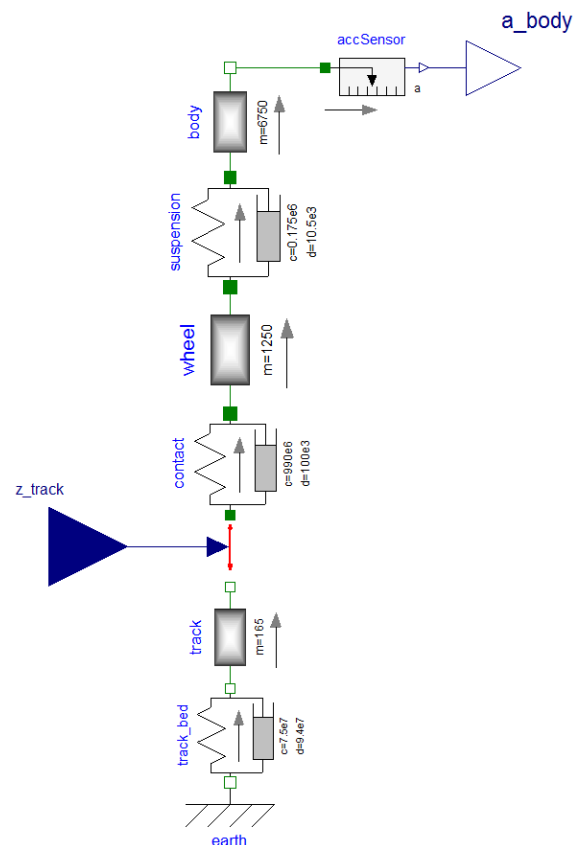 a_body
accSensor
a
body
m=6750
suspension
c=0.175e6
d=10.5e3
wheel
m=1250
contact
c=990e6
d=100e3
z_track
track
m=165
track_bed
c=7.5e7
d=9.4e7
earth